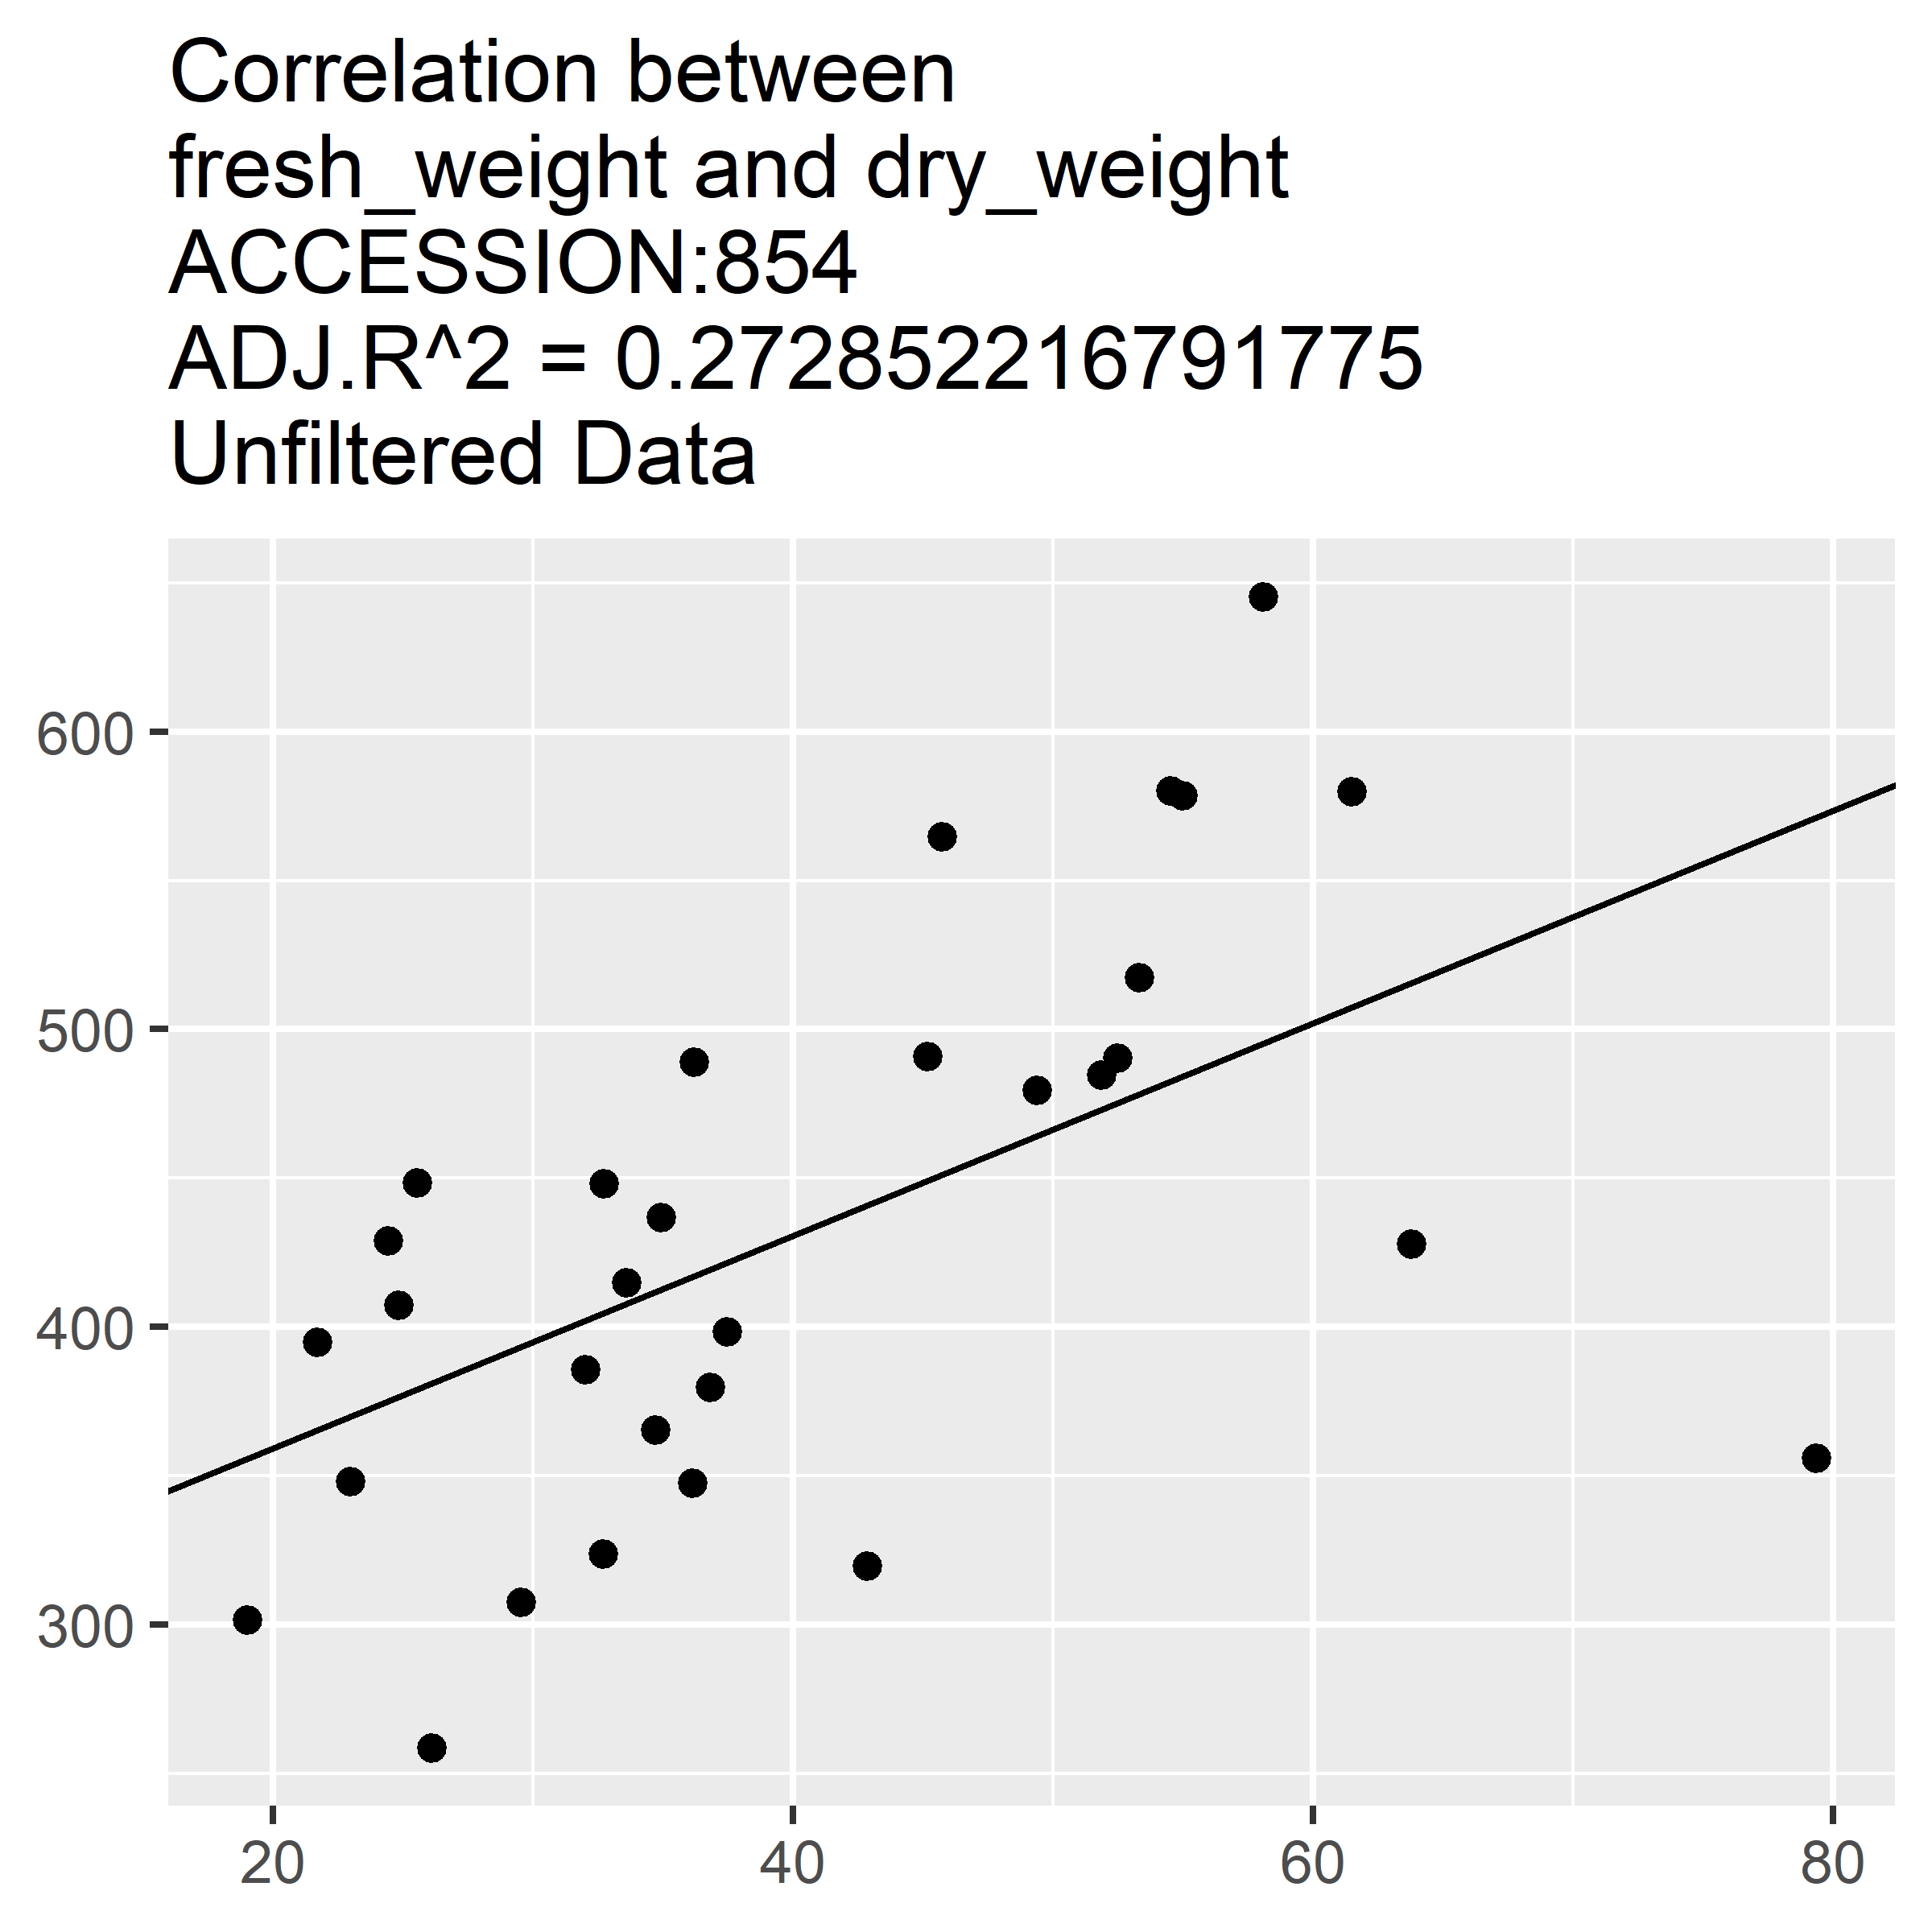 Correlation between
fresh_weight and dry_weight
ACCESSION:854
ADJ.R^2 = 0.272852216791775
Unfiltered Data
600
500
400
300
20 40 60 80